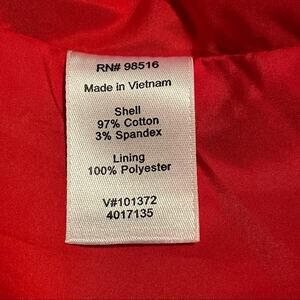 RN# 98516
Made in Vietnam
Shell
97% Cotton
3% Spandex
Lining
100% Polyester
V#101372
4017135